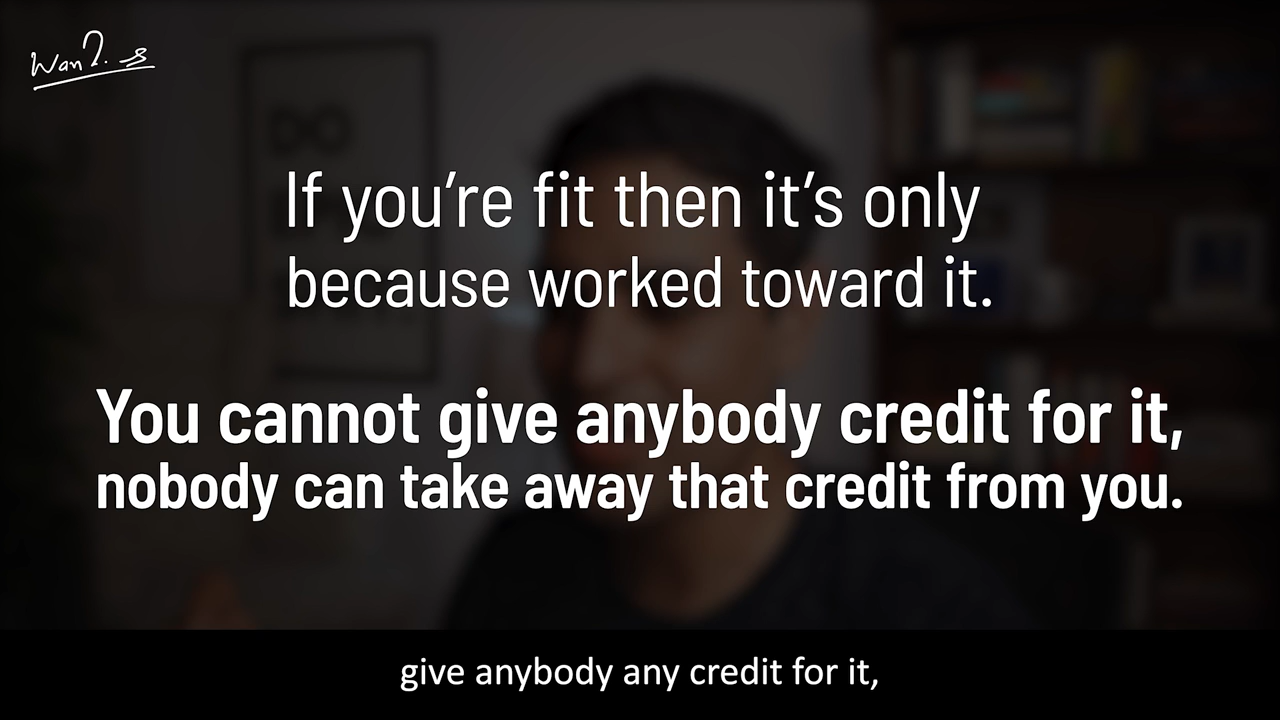 If you’re fit then it’s only
because worked toward it.
You cannot give anybody credit for it,
nobody can take away that credit from you.
give anybody any credit for it,